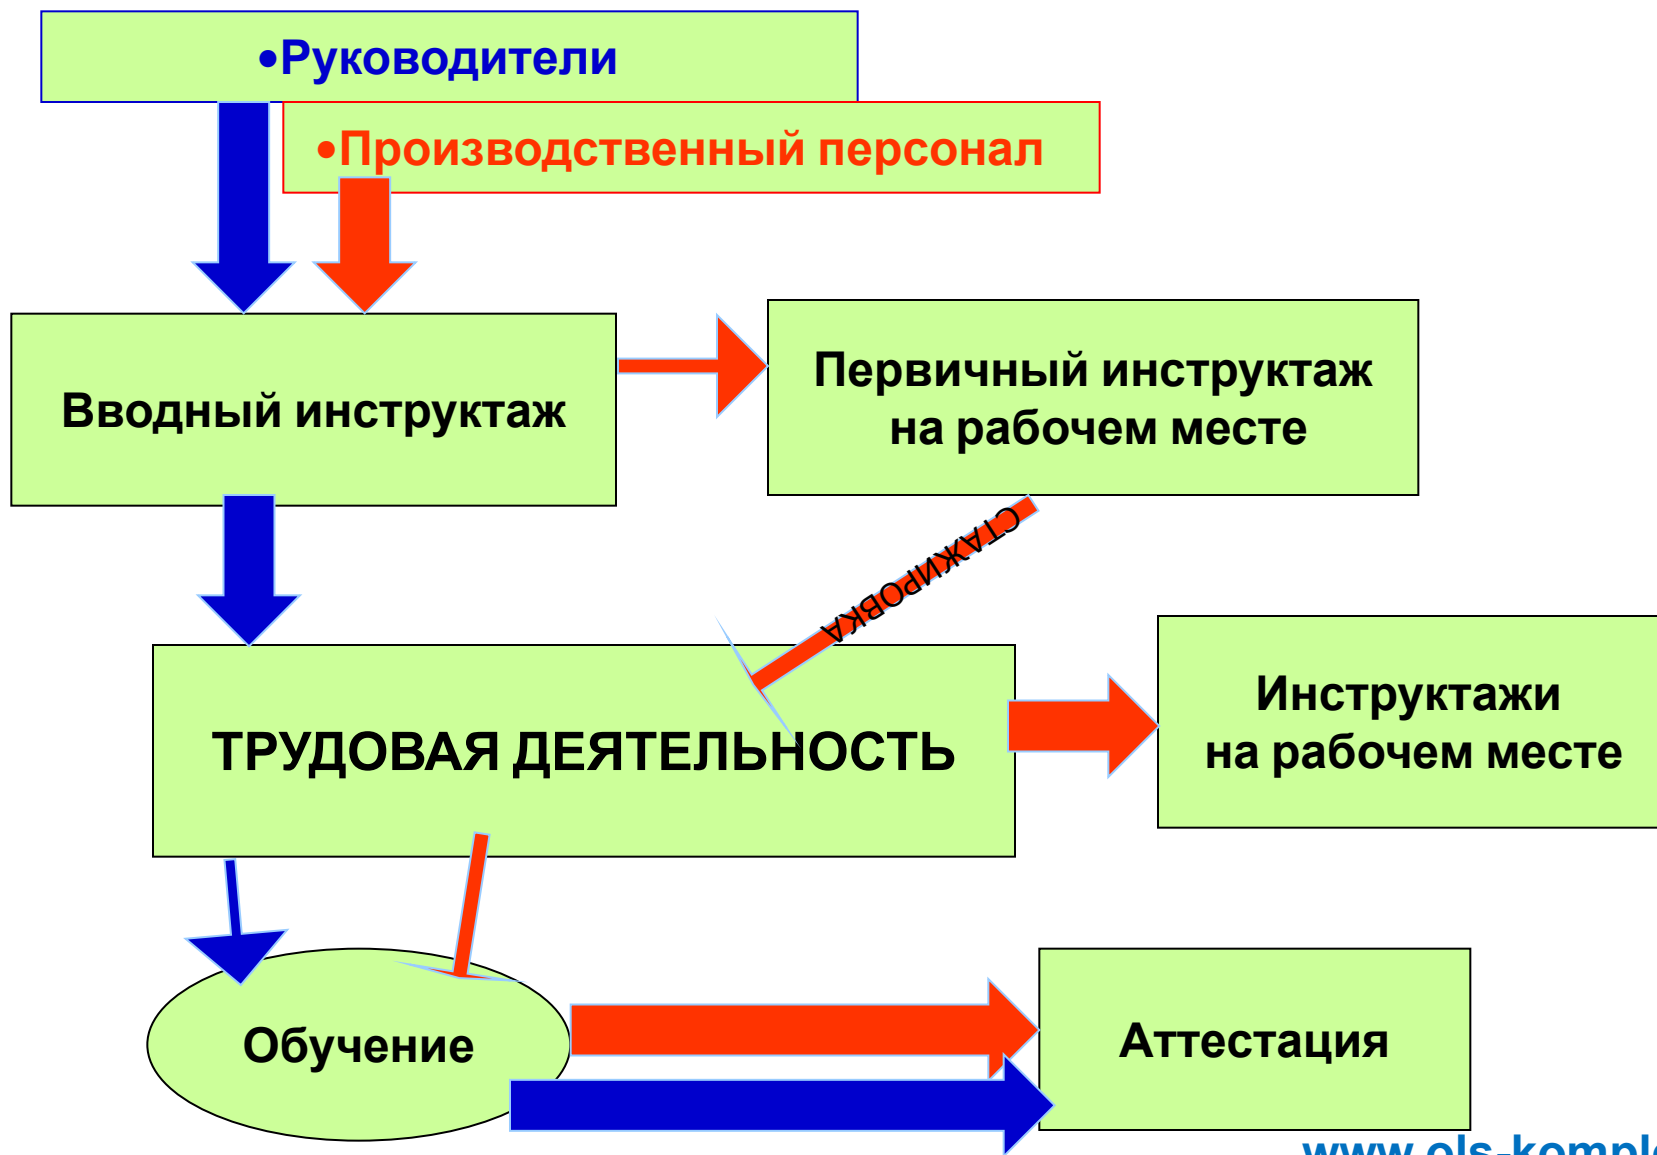 •Руководители
•Производственный персонал
Вводный инструктаж
Первичный инструктаж
на рабочем месте
СТАЖИРОВКА
ТРУДОВАЯ ДЕЯТЕЛЬНОСТЬ
Инструктажи
на рабочем месте
Обучение
Аттестация